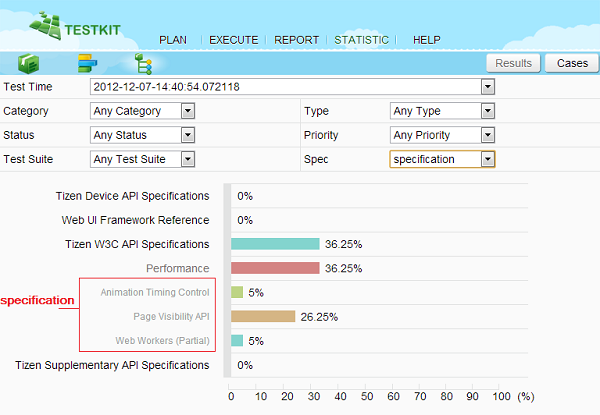 TESTKIT
PLAN EXECUTE REPORT STATISTIC HELP
Results Cases
Test Time 2012-12-07-14:40:54.072118
Category Any Category Type Any Type
Status Any Status Priority Any Priority
Test Suite Any Test Suite Spec specification
Tizen Device API Specifications 0%
Web UI Framework Reference 0%
Tizen W3C API Specifications 36.25%
Performance 36.25%
specification
Animation Timing Control 5%
Page Visibility API 26.25%
Web Workers (Partial) 5%
Tizen Supplementary API Specifications 0%
0 10 20 30 40 50 60 70 80 90 100 (%)